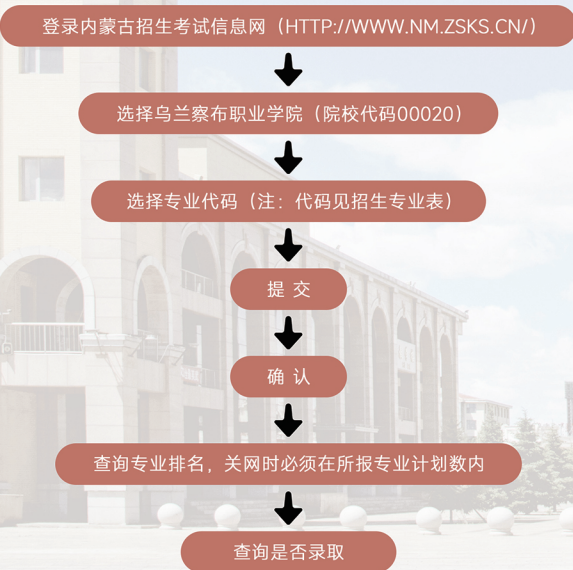 登录内蒙古招生考试信息网（HTTP://WWW.NM.ZSKS.CN/）
选择乌兰察布职业学院（院校代码00020）
选择专业代码（注：代码见招生专业表）
提 交
确 认
查询专业排名，关网时必须在所报专业计划数内
查询是否录取